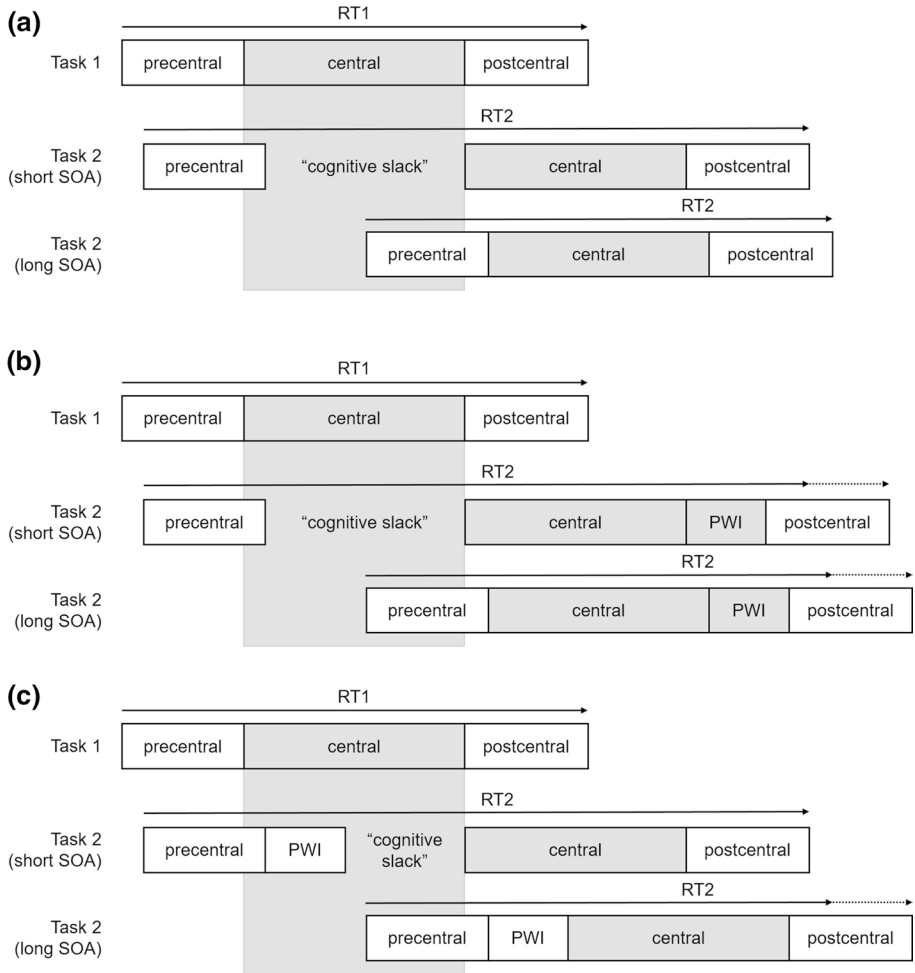 (a)
RT1
Task 1
precentral central postcentral
RT2
Task 2
(short SOA)
precentral “cognitive slack” central postcentral
RT2
Task 2
(long SOA)
precentral central postcentral
(b)
RT1
Task 1
precentral central postcentral
RT2
Task 2
(short SOA)
precentral “cognitive slack” central PWI postcentral
RT2
Task 2
(long SOA)
precentral central PWI postcentral
(c)
RT1
Task 1
precentral central postcentral
RT2
Task 2
(short SOA)
precentral PWI “cognitive
slack” central postcentral
RT2
Task 2
(long SOA)
precentral PWI central postcentral